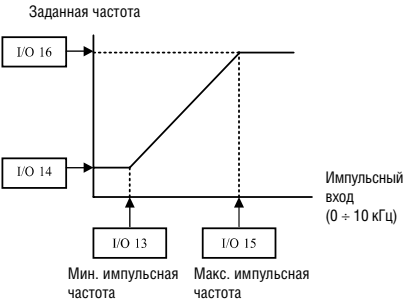 Заданная частота
I/O 16
I/O 14
Импульсный
вход
(0 ÷ 10 кГц)
I/O 13
I/O 15
Мин. импульсная
частота
Макс. импульсная
частота